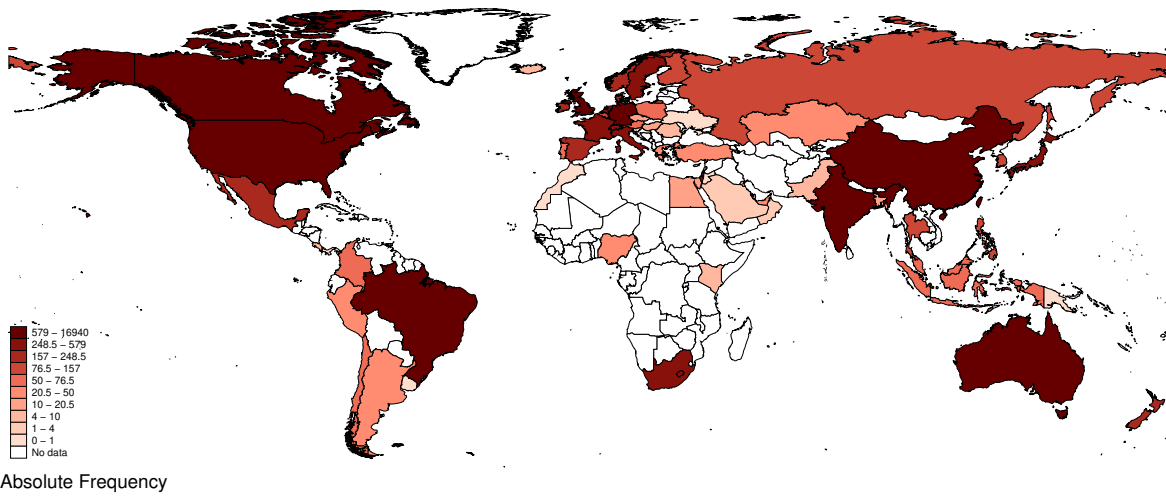 579 − 16940
248.5 − 579
157 − 248.5
76.5 − 157
50 − 76.5
20.5 − 50
10 − 20.5
4 − 10
1 − 4
0 − 1
No data
Absolute Frequency